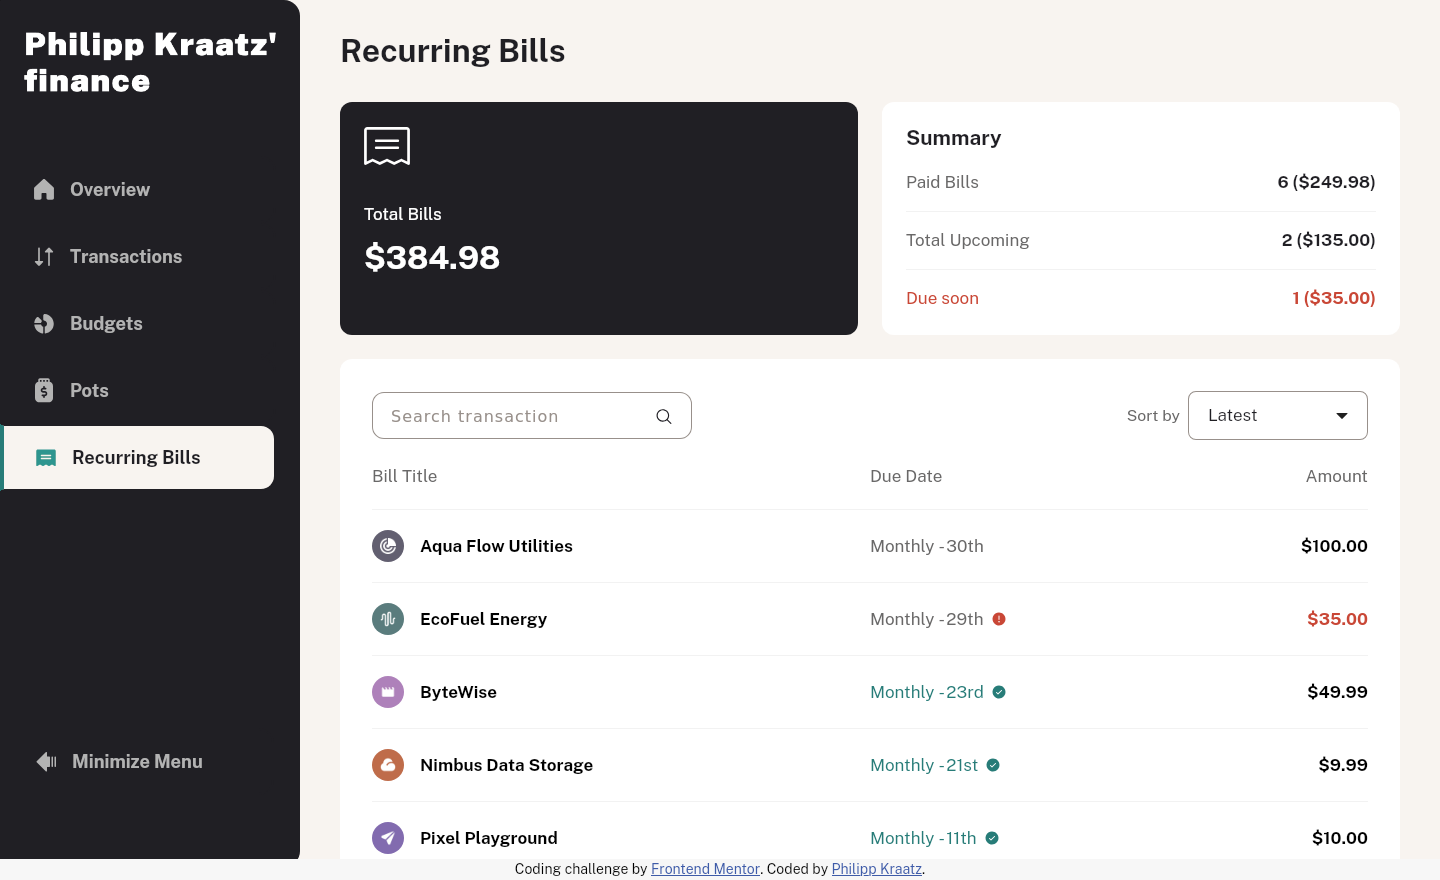 Philipp Kraatz'
finance
Overview
Transactions
Budgets
Pots
Recurring Bills
Minimize Menu
Recurring Bills
Total Bills
$384.98
Summary
Paid Bills 6 ($249.98)
Total Upcoming 2 ($135.00)
Due soon 1 ($35.00)
Search transaction
Sort by Latest
Bill Title Due Date Amount
Aqua Flow Utilities Monthly - 30th $100.00
EcoFuel Energy Monthly - 29th $35.00
ByteWise Monthly - 23rd $49.99
Nimbus Data Storage Monthly - 21st $9.99
Pixel Playground Monthly - 11th $10.00
Coding challenge by Frontend Mentor. Coded by Philipp Kraatz.